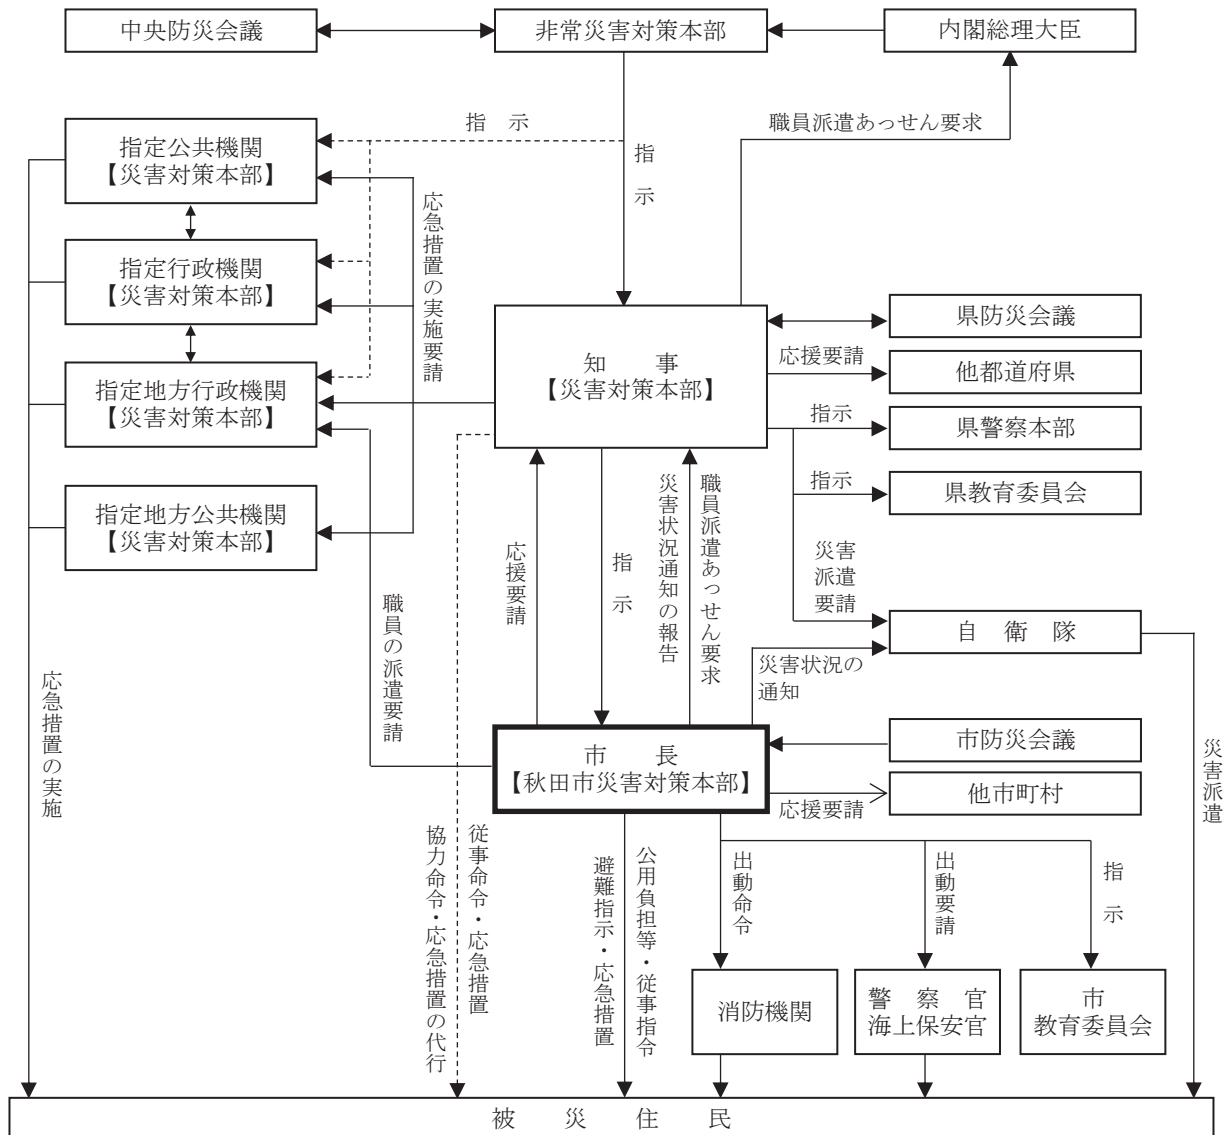 中央防災会議
非常災害対策本部
内閣総理大臣
指 示
職員派遣あっせん要求
指定公共機関
【災害対策本部】
指 示
応急措置の実施要請
指定行政機関
【災害対策本部】
知 事
【災害対策本部】
県防災会議
応援要請
他都道府県
指定地方行政機関
【災害対策本部】
指示
県警察本部
指示
県教育委員会
指定地方公共機関
【災害対策本部】
応援要請
指 示
災害状況通知の報告
職員派遣あっせん要求
災害
派遣
要請
自 衛 隊
職員の派遣要請
災害状況の
通知
応急措置の実施
市 長
【秋田市災害対策本部】
市防災会議
応援要請
他市町村
災害派遣
協力命令・応急措置の代行
従事命令・応急措置
避難指示・応急措置
公用負担等・従事指令
出動命令
出動要請
指 示
消防機関
警 察 官
海上保安官
市
教育委員会
被 災 住 民